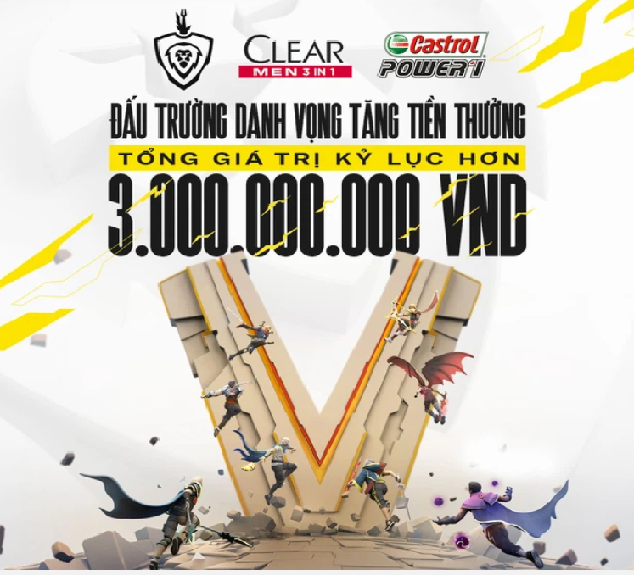 CLEAR
MEN 3 IN 1
Castrol
POWER1
ĐẤU TRƯỜNG DANH VỌNG TĂNG TIỀN THƯỞNG
TỔNG GIÁ TRỊ KỶ LỤC HƠN
3.000.000.000 VND